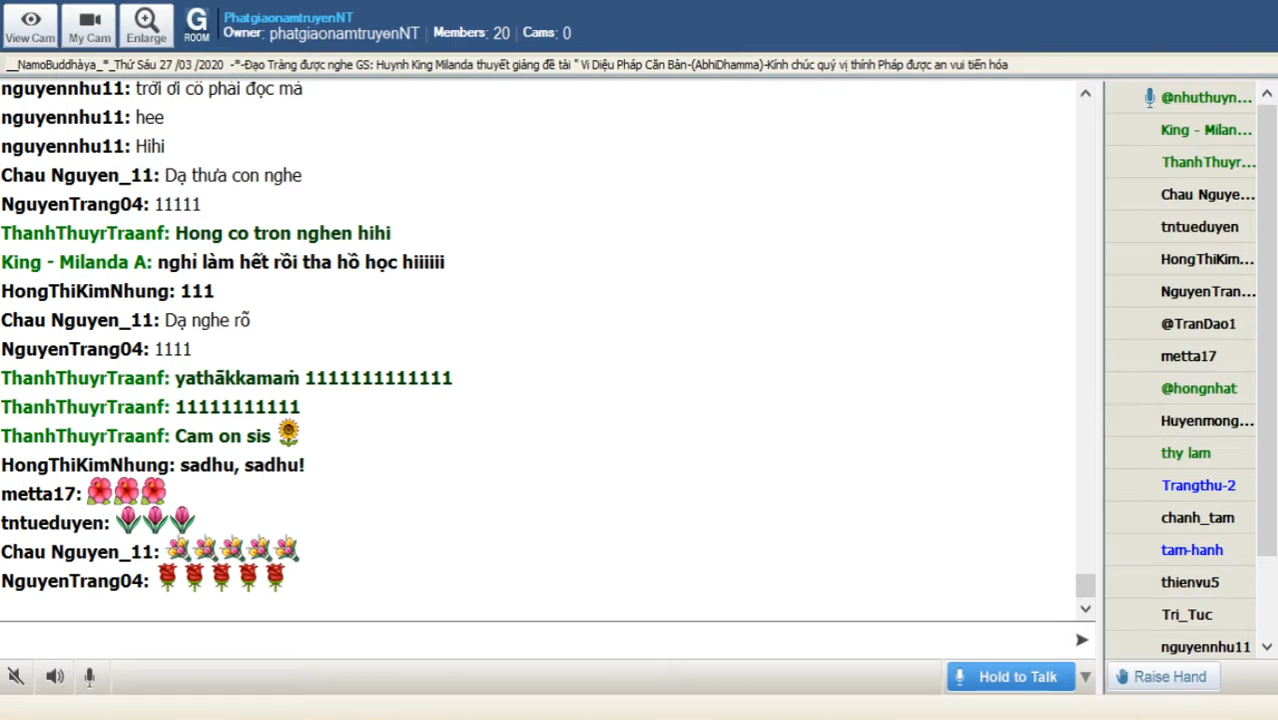 View Cam
My Cam
Enlarge
G
ROOM
PhatgiaonamtruyenNT
Owner: phatgiaonamtruyenNT | Members: 20 | Cams: 0
__NamoBuddhàya_*_Thứ Sáu 27 /03 /2020 -*-Đạo Tràng được nghe GS: Huynh King Milanda thuyết giảng đề tài " Vi Diệu Pháp Căn Bản-(AbhiDhamma)-Kính chúc quý vị thính Pháp được an vui tiến hóa
nguyennhu11: trời ơi cô phải đọc mà
nguyennhu11: hee
nguyennhu11: Hihi
Chau Nguyen_11: Dạ thưa con nghe
NguyenTrang04: 11111
ThanhThuyrTraanf: Hong co tron nghen hihi
King - Milanda A: nghỉ làm hết rồi tha hồ học hiiiiii
HongThiKimNhung: 111
Chau Nguyen_11: Dạ nghe rõ
NguyenTrang04: 1111
ThanhThuyrTraanf: yathākkamaṁ 1111111111111
ThanhThuyrTraanf: 11111111111
ThanhThuyrTraanf: Cam on sis
HongThiKimNhung: sadhu, sadhu!
metta17:
tntueduyen:
Chau Nguyen_11:
NguyenTrang04:
@nhuthuyn...
King - Milan...
ThanhThuyr...
Chau Nguye...
tntueduyen
HongThiKim...
NguyenTran...
@TranDao1
metta17
@hongnhat
Huyenmong...
thy lam
Trangthu-2
chanh_tam
tam-hanh
thienvu5
Tri_Tuc
nguyennhu11
Hold to Talk
Raise Hand